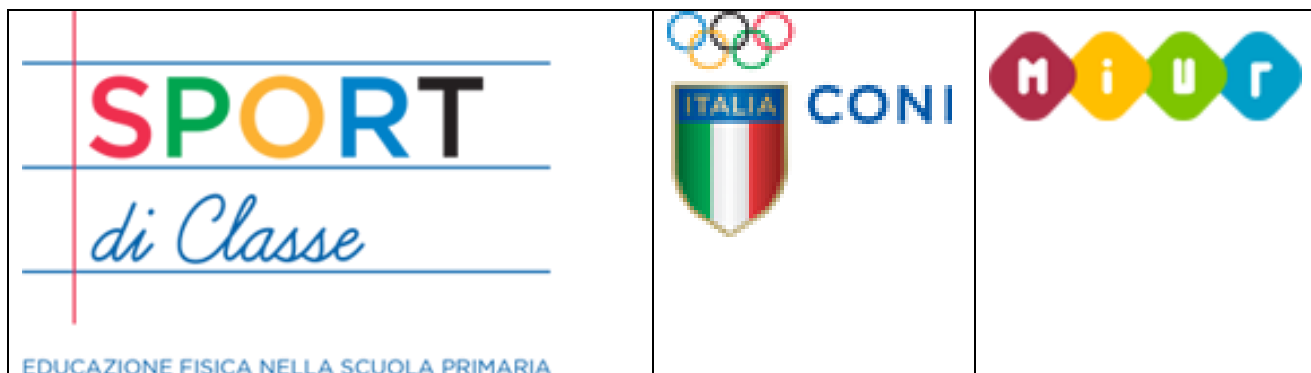 SPORT
di Classe
EDUCAZIONE FISICA NELLA SCUOLA PRIMARIA
ITALIA
CONI
Miur